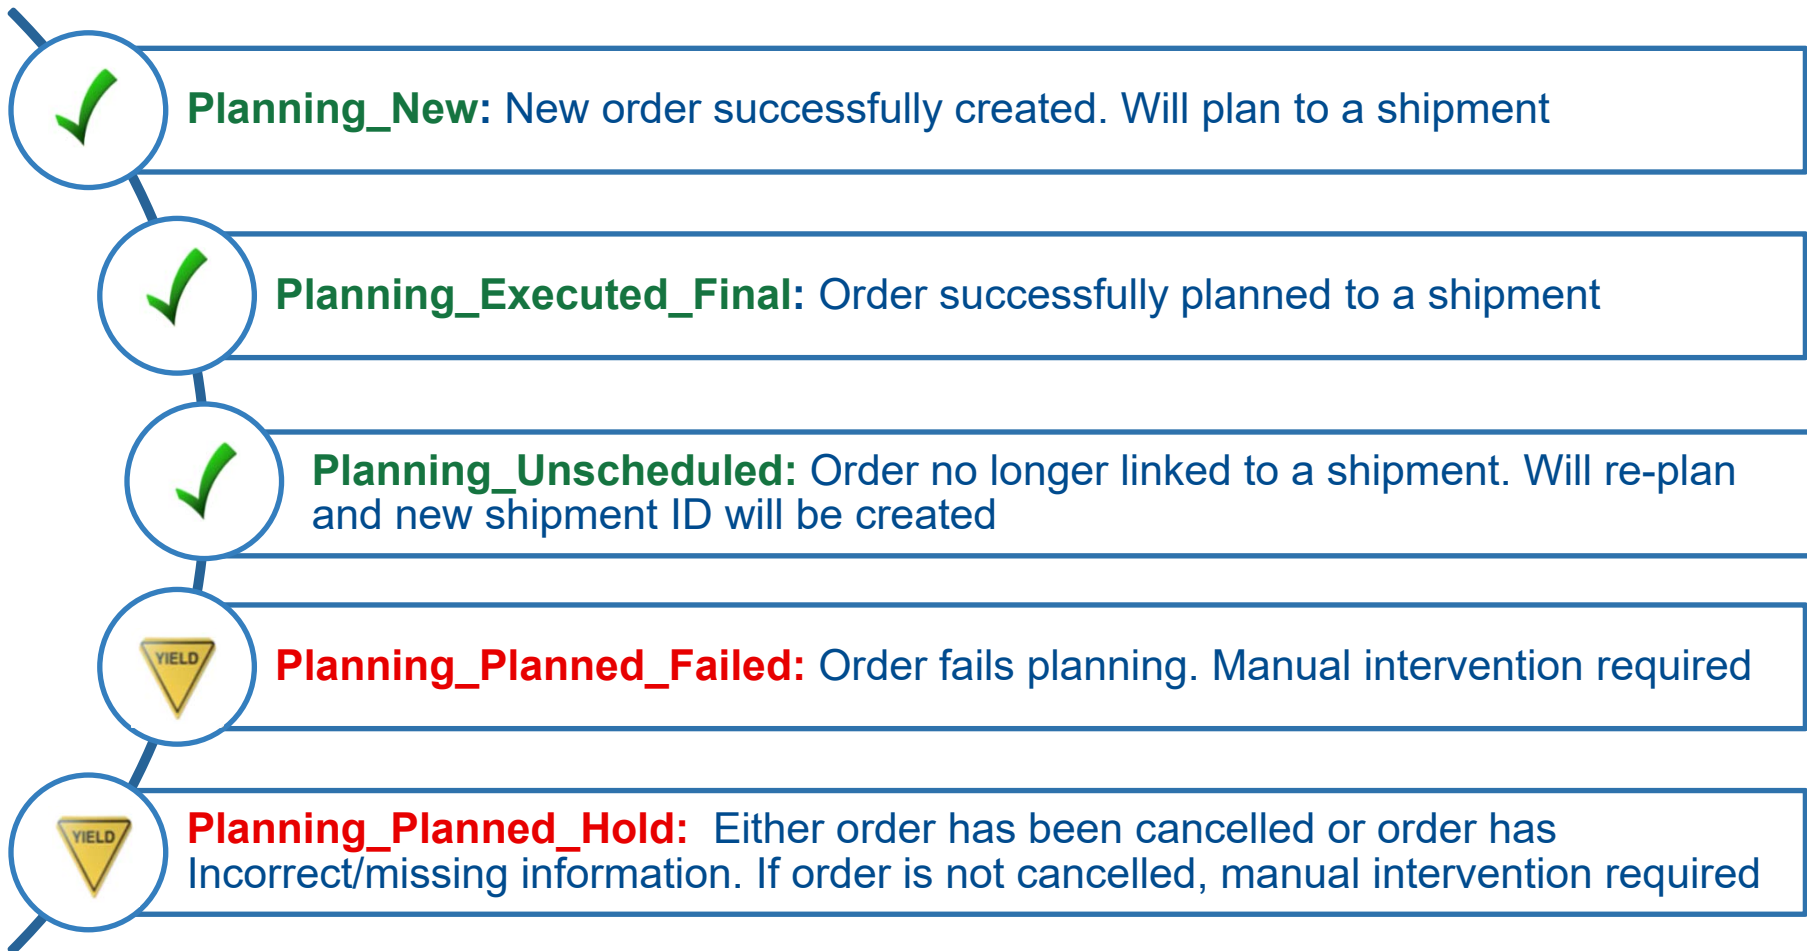 Planning_New: New order successfully created. Will plan to a shipment
Planning_Executed_Final: Order successfully planned to a shipment
Planning_Unscheduled: Order no longer linked to a shipment. Will re-plan
and new shipment ID will be created
YIELD
Planning_Planned_Failed: Order fails planning. Manual intervention required
YIELD
Planning_Planned_Hold: Either order has been cancelled or order has
Incorrect/missing information. If order is not cancelled, manual intervention required